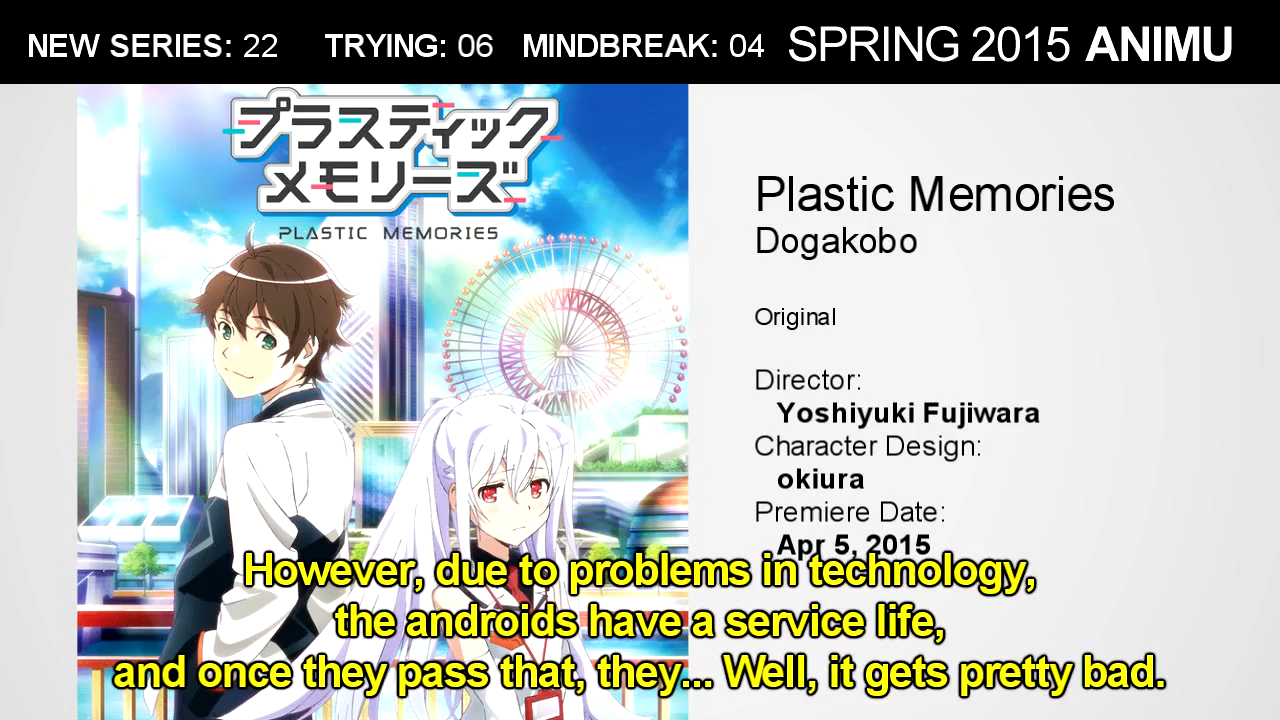 NEW SERIES: 22 TRYING: 06 MINDBREAK: 04 SPRING 2015 ANIMU
プラスティック
メモリーズ
PLASTIC MEMORIES
Plastic Memories
Dogakobo
Original
Director:
Yoshiyuki Fujiwara
Character Design:
okiura
Premiere Date:
Apr 5, 2015
However, due to problems in technology,
the androids have a service life,
and once they pass that, they... Well, it gets pretty bad.